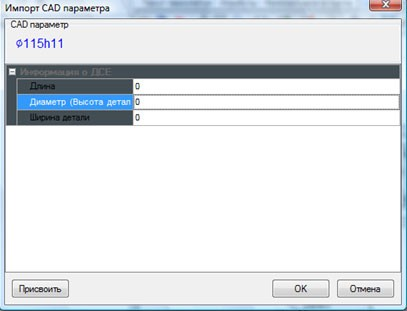 Импорт CAD параметра
CAD параметр
⌀115h11
Информация о ДСЕ
Длина 0
Диаметр (Высота детал 0
Ширина детали 0
Присвоить OK Отмена